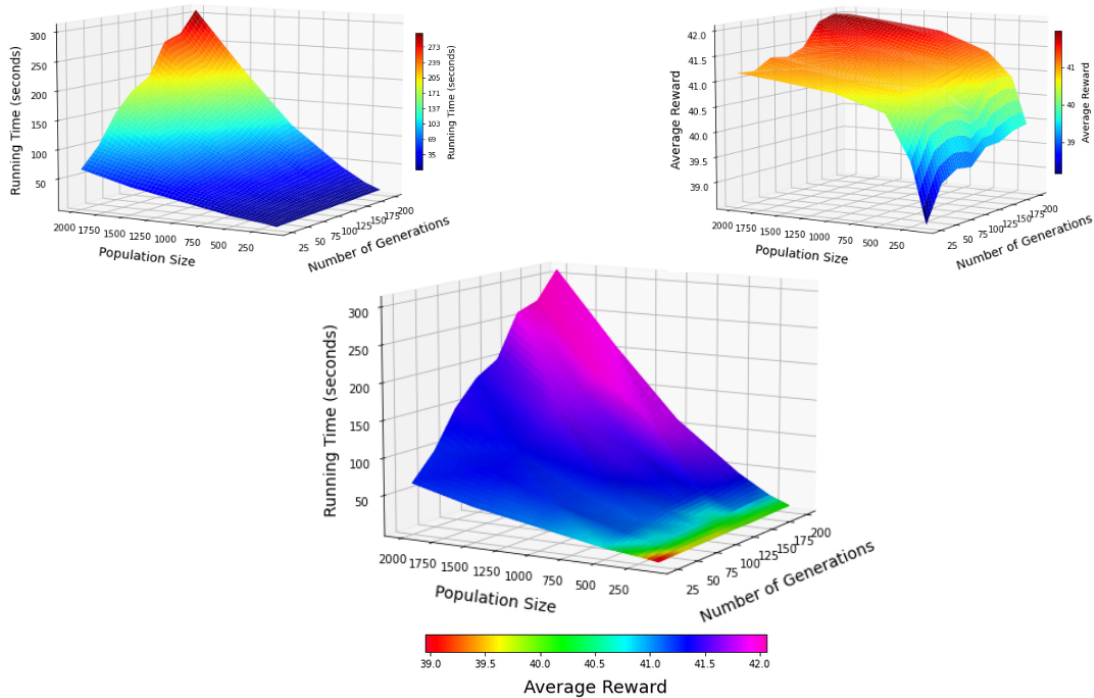 300
250
200
150
100
50
Running Time (seconds)
2000 1750 1500 1250 1000 750 500 250
Population Size
25 50 75 100 125 150 175 200
Number of Generations
273
239
205
171
137
103
69
35
Running Time (seconds)
42.0
41.5
41.0
40.5
40.0
39.5
39.0
Average Reward
2000 1750 1500 1250 1000 750 500 250
Population Size
25 50 75 100 125 150 175 200
Number of Generations
41
40
39
Average Reward
300
250
200
150
100
50
Running Time (seconds)
2000 1750 1500 1250 1000 750 500 250
Population Size
25 50 75 100 125 150 175 200
Number of Generations
39.0 39.5 40.0 40.5 41.0 41.5 42.0
Average Reward